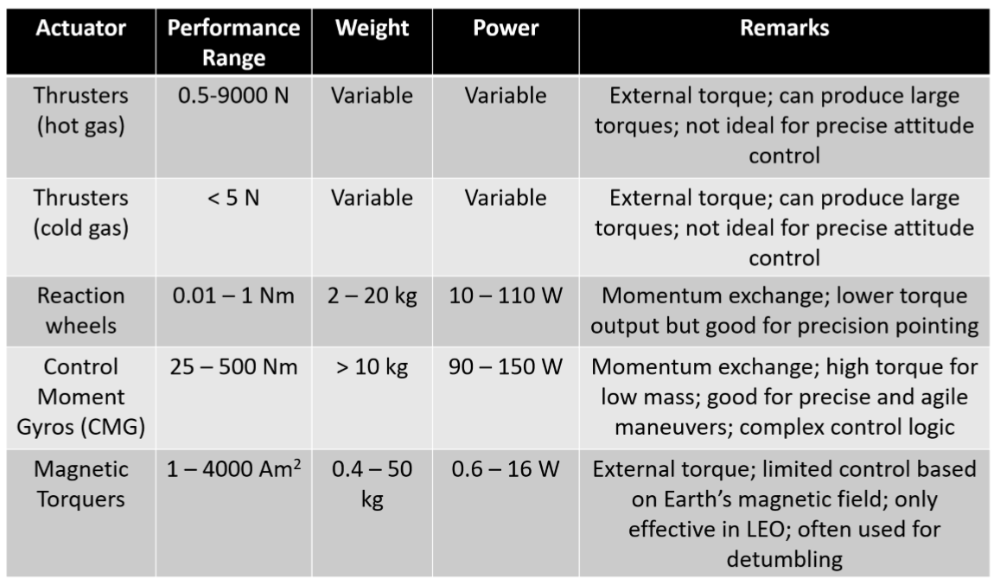 Actuator
Performance
Range
Weight
Power
Remarks
Thrusters
(hot gas)
0.5-9000 N
Variable
Variable
External torque; can produce large
torques; not ideal for precise attitude
control
Thrusters
(cold gas)
< 5 N
Variable
Variable
External torque; can produce large
torques; not ideal for precise attitude
control
Reaction
wheels
0.01 – 1 Nm
2 – 20 kg
10 – 110 W
Momentum exchange; lower torque
output but good for precision pointing
Control
Moment
Gyros (CMG)
25 – 500 Nm
> 10 kg
90 – 150 W
Momentum exchange; high torque for
low mass; good for precise and agile
maneuvers; complex control logic
Magnetic
Torquers
1 – 4000 Am²
0.4 – 50
kg
0.6 – 16 W
External torque; limited control based
on Earth’s magnetic field; only
effective in LEO; often used for
detumbling